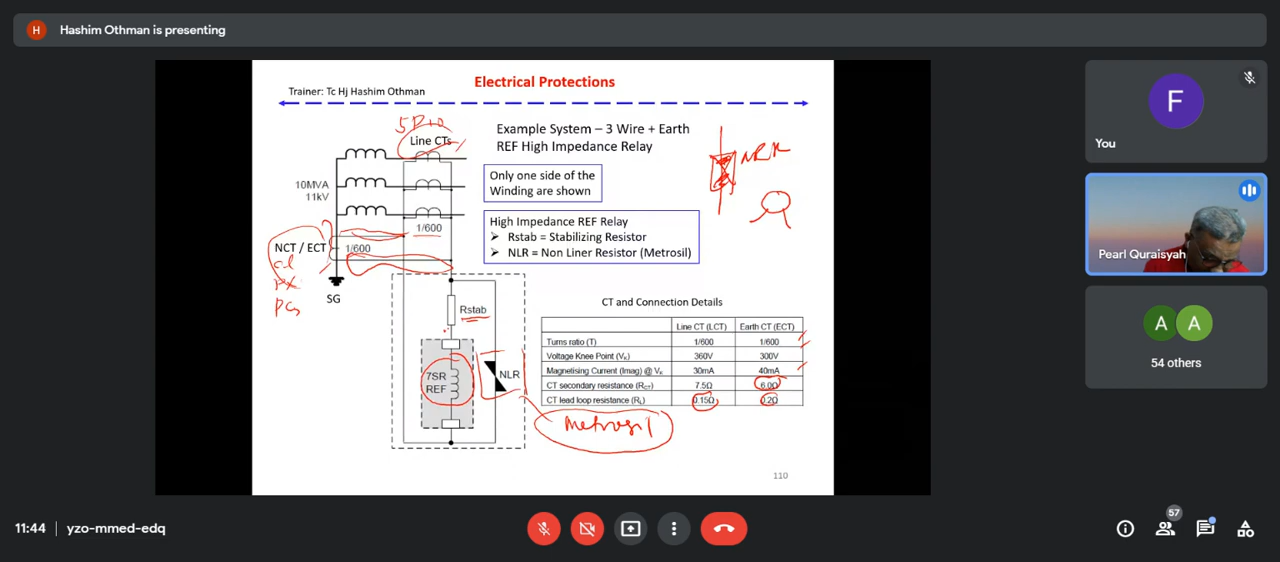 H Hashim Othman is presenting
Electrical Protections
Trainer: Tc Hj Hashim Othman
5P10
Line CTs
Example System – 3 Wire + Earth
REF High Impedance Relay
10MVA
11kV
Only one side of the
Winding are shown
1/600
High Impedance REF Relay
➢ Rstab = Stabilizing Resistor
➢ NLR = Non Liner Resistor (Metrosil)
NCT / ECT
1/600
SG
Rstab
7SR
REF
NLR
Metrosil
CT and Connection Details
Line CT (LCT) Earth CT (ECT)
Turns ratio (T) 1/600 1/600
Voltage Knee Point (Vk) 360V 300V
Magnetising Current (Imag) @ Vk 30mA 40mA
CT secondary resistance (RCT) 7.5Ω 6.0Ω
CT lead loop resistance (RL) 0.15Ω 0.2Ω
110
F
You
Pearl Quraisyah
A A
54 others
11:44 | yzo-mmed-edq
57